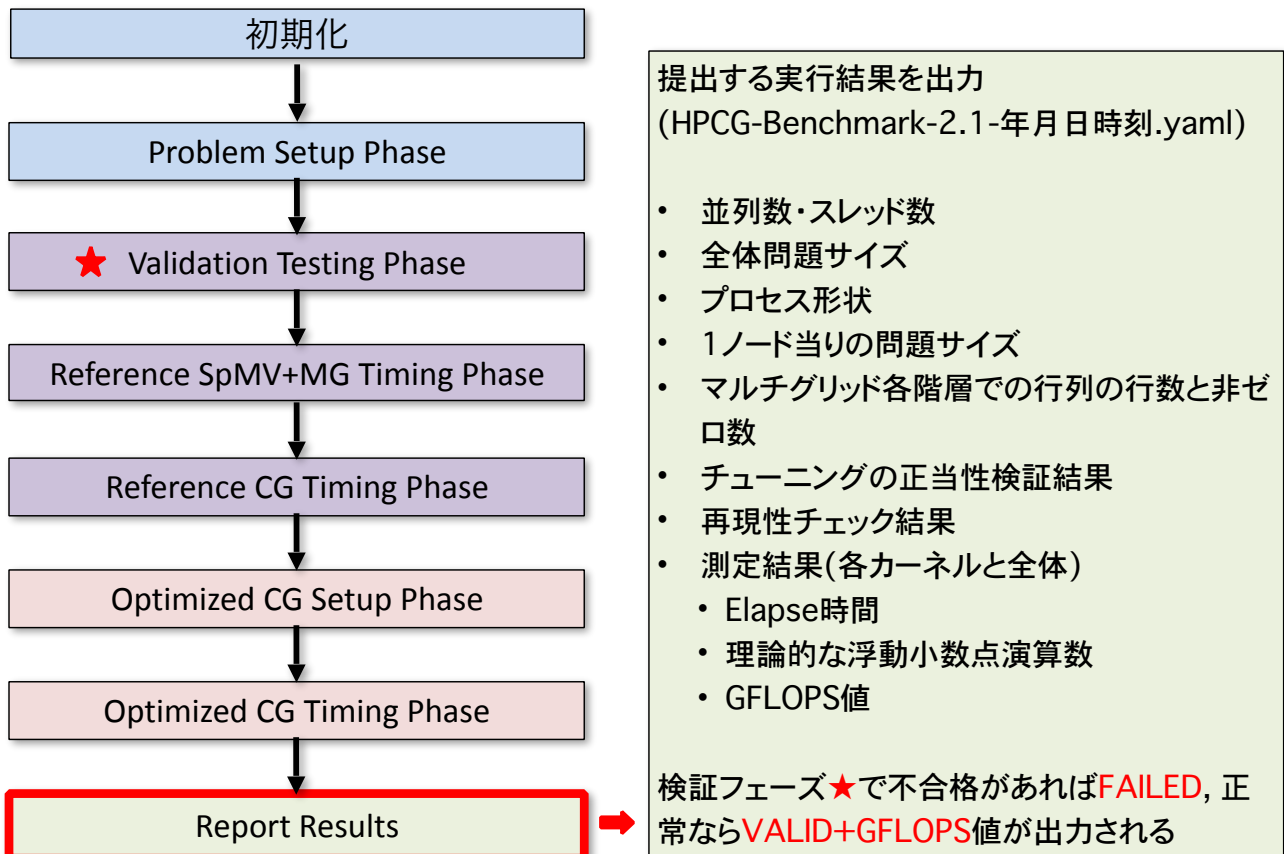 初期化
Problem Setup Phase
★ Validation Testing Phase
Reference SpMV+MG Timing Phase
Reference CG Timing Phase
Optimized CG Setup Phase
Optimized CG Timing Phase
Report Results
提出する実行結果を出力
(HPCG-Benchmark-2.1-年月日時刻.yaml)
• 並列数・スレッド数
• 全体問題サイズ
• プロセス形状
• 1ノード当りの問題サイズ
• マルチグリッド各階層での行列の行数と非ゼ
ロ数
• チューニングの正当性検証結果
• 再現性チェック結果
• 測定結果(各カーネルと全体)
• Elapse時間
• 理論的な浮動小数点演算数
• GFLOPS値
検証フェーズ★で不合格があればFAILED, 正
常ならVALID+GFLOPS値が出力される